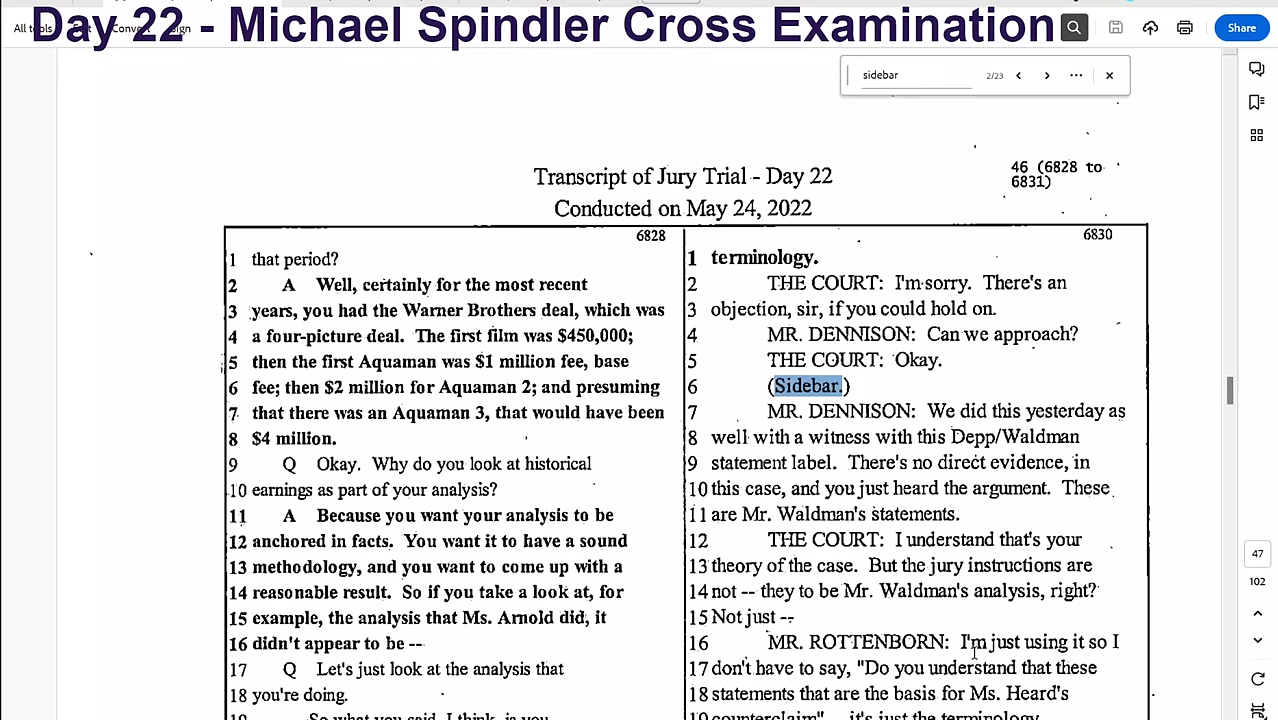 Day 22 - Michael Spindler Cross Examination
All tools
Share
sidebar
2/23
Transcript of Jury Trial - Day 22
Conducted on May 24, 2022
46 (6828 to
6831)
6828
1 that period?
2 A Well, certainly for the most recent
3 years, you had the Warner Brothers deal, which was
4 a four-picture deal. The first film was $450,000;
5 then the first Aquaman was $1 million fee, base
6 fee; then $2 million for Aquaman 2; and presuming
7 that there was an Aquaman 3, that would have been
8 $4 million.
9 Q Okay. Why do you look at historical
10 earnings as part of your analysis?
11 A Because you want your analysis to be
12 anchored in facts. You want it to have a sound
13 methodology, and you want to come up with a
14 reasonable result. So if you take a look at, for
15 example, the analysis that Ms. Arnold did, it
16 didn't appear to be --
17 Q Let's just look at the analysis that
18 you're doing.
19 So what you said, I think, is you
6830
1 terminology.
2 THE COURT: I'm sorry. There's an
3 objection, sir, if you could hold on.
4 MR. DENNISON: Can we approach?
5 THE COURT: Okay.
6 (Sidebar.)
7 MR. DENNISON: We did this yesterday as
8 well with a witness with this Depp/Waldman
9 statement label. There's no direct evidence, in
10 this case, and you just heard the argument. These
11 are Mr. Waldman's statements.
12 THE COURT: I understand that's your
13 theory of the case. But the jury instructions are
14 not -- they to be Mr. Waldman's analysis, right?
15 Not just --
16 MR. ROTTENBORN: I'm just using it so I
17 don't have to say, "Do you understand that these
18 statements that are the basis for Ms. Heard's
19 counterclaim" -- it's just the terminology
47
102